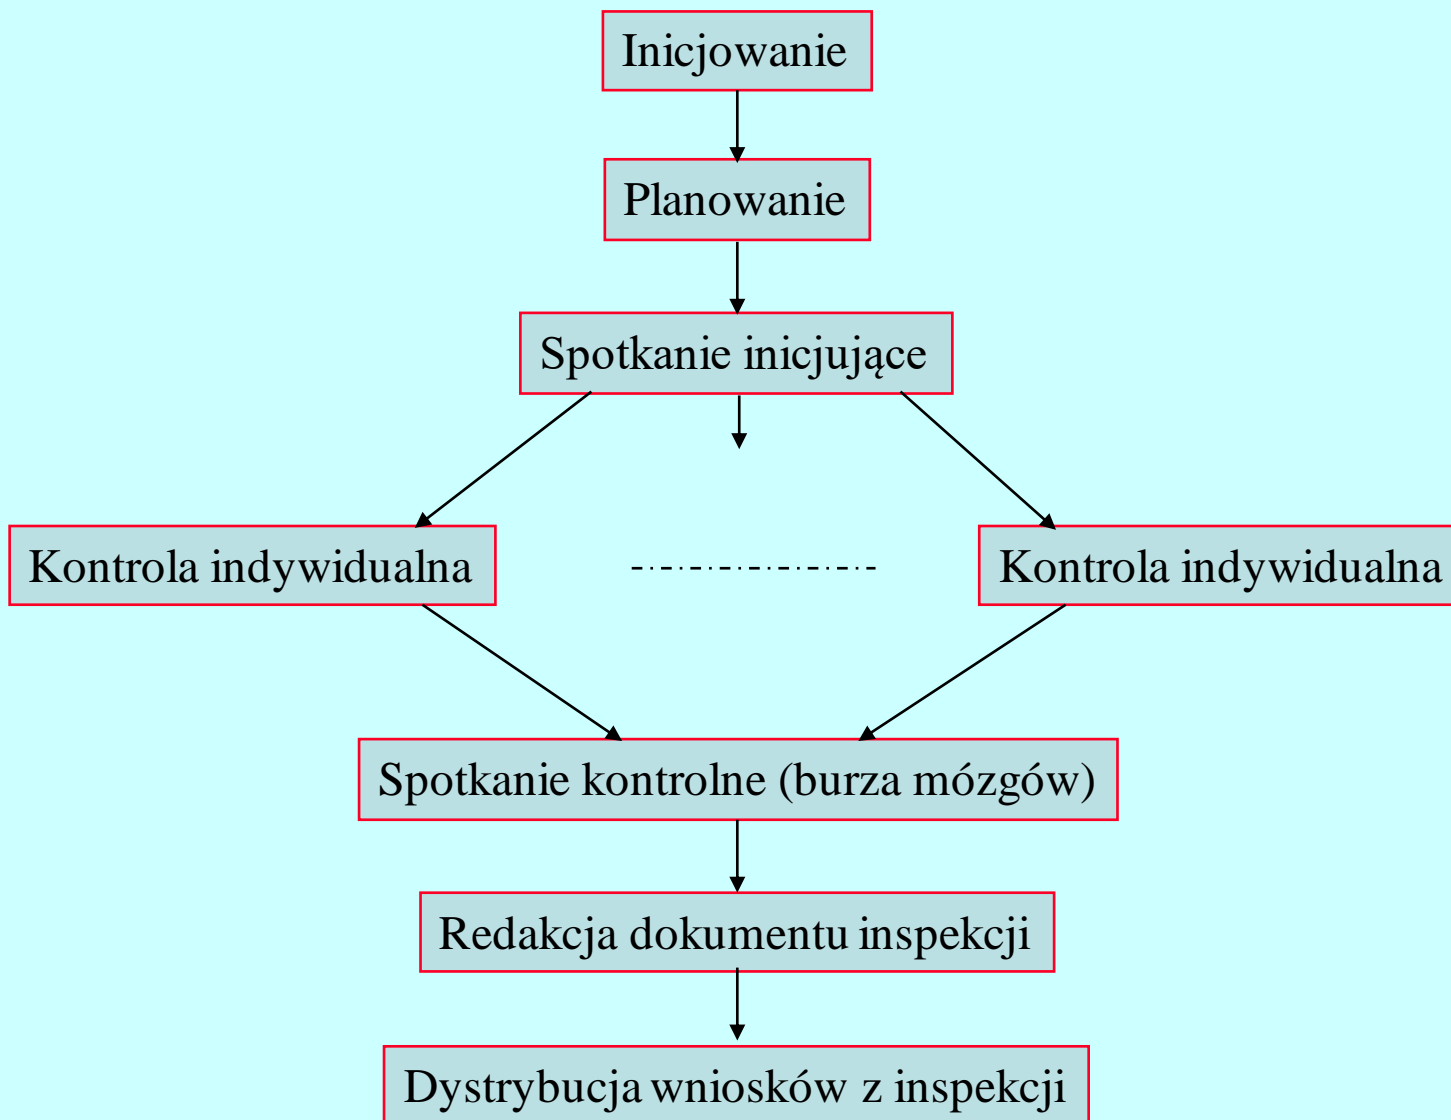 Inicjowanie
Planowanie
Spotkanie inicjujące
Kontrola indywidualna
Kontrola indywidualna
Spotkanie kontrolne (burza mózgów)
Redakcja dokumentu inspekcji
Dystrybucja wniosków z inspekcji